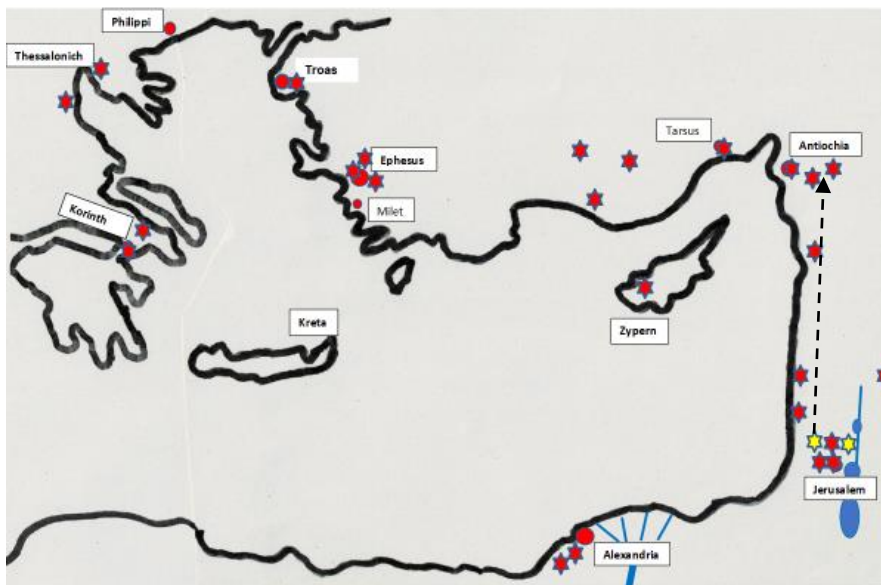 Philippi
Thessalonich
Troas
Tarsus
Antiochia
Ephesus
Milet
Korinth
Kreta
Zypern
Jerusalem
Alexandria